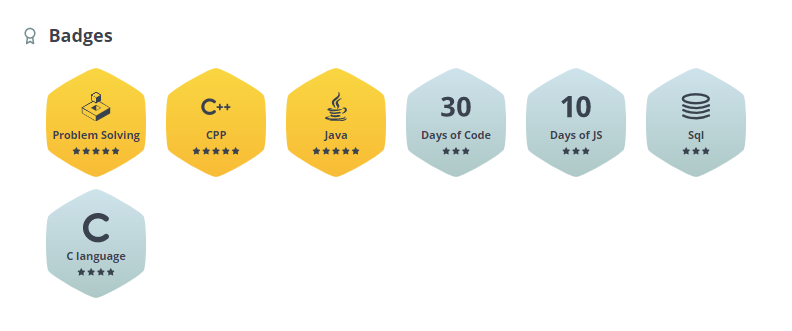 Badges
C++
30
10
Problem Solving
CPP
Java
Days of Code
Days of JS
Sql
C
C language